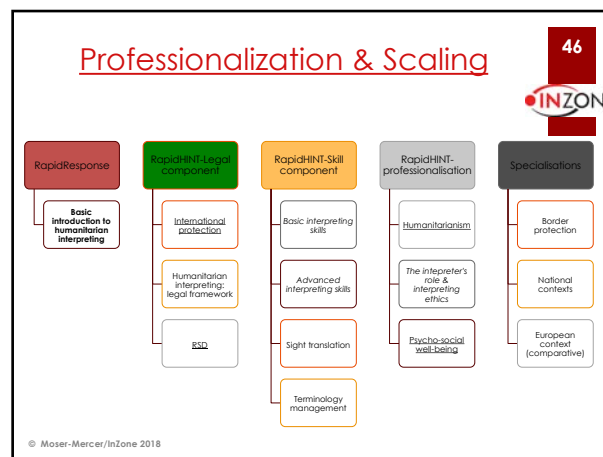 Professionalization & Scaling
46
INZONE
RapidResponse
Basic
introduction to
humanitarian
interpreting
RapidHINT-Legal
component
International
protection
Humanitarian
interpreting:
legal framework
RSD
RapidHINT-Skill
component
Basic interpreting
skills
Advanced
interpreting skills
Sight translation
Terminology
management
RapidHINT-
professionalisation
Humanitarianism
The intepreter's
role &
interpreting
ethics
Psycho-social
well-being
Specialisations
Border
protection
National
contexts
European
context
(comparative)
© Moser-Mercer/InZone 2018